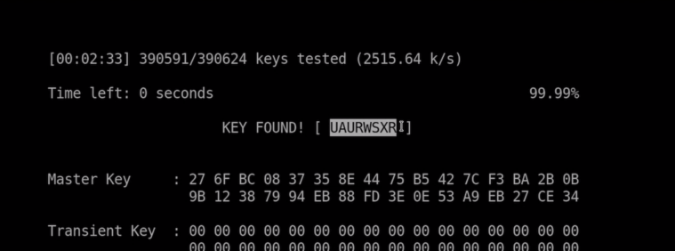 [00:02:33] 390591/390624 keys tested (2515.64 k/s)
Time left: 0 seconds 99.99%
KEY FOUND! [ UAURWSXR ]
Master Key : 27 6F BC 08 37 35 8E 44 75 B5 42 7C F3 BA 2B 0B
9B 12 38 79 94 EB 88 FD 3E 0E 53 A9 EB 27 CE 34
Transient Key : 00 00 00 00 00 00 00 00 00 00 00 00 00 00 00 00
00 00 00 00 00 00 00 00 00 00 00 00 00 00 00 00